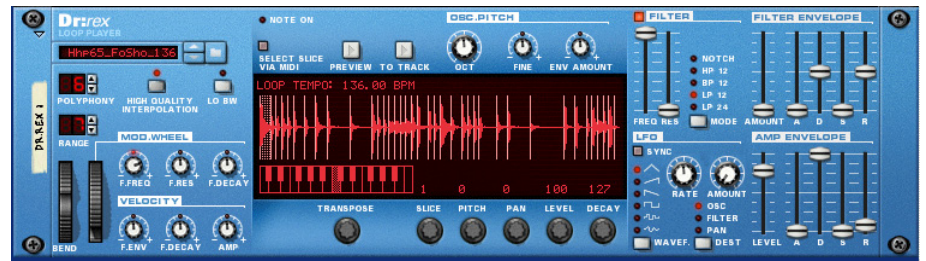 Dr:rex
LOOP PLAYER
Hhp65_FoSho_136
6
POLYPHONY
HIGH QUALITY
INTERPOLATION
LO BW
7
RANGE
DR.REX 1
MOD.WHEEL
F.FREQ F.RES F.DECAY
VELOCITY
F.ENV F.DECAY AMP
BEND
NOTE ON
SELECT SLICE
VIA MIDI
PREVIEW TO TRACK
OSC.PITCH
OCT FINE ENV AMOUNT
LOOP TEMPO: 136.00 BPM
1 0 0 100 127
TRANSPOSE SLICE PITCH PAN LEVEL DECAY
FILTER
NOTCH
HP 12
BP 12
LP 12
LP 24
FREQ RES MODE
FILTER ENVELOPE
AMOUNT A D S R
LFO
SYNC
RATE AMOUNT
OSC
FILTER
PAN
WAVEF. DEST
AMP ENVELOPE
LEVEL A D S R